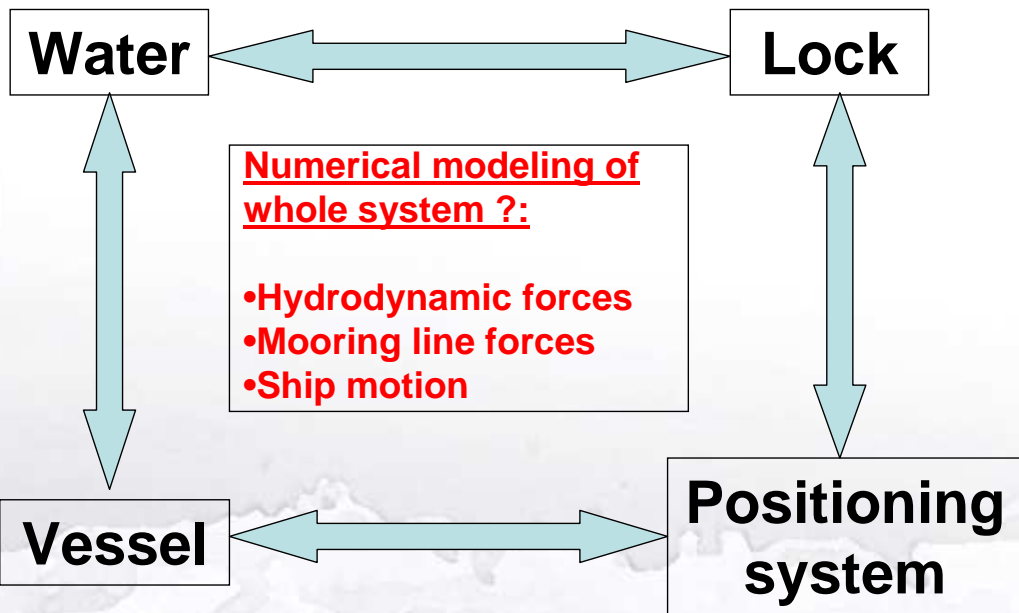 Water
Lock
Numerical modeling of
whole system ?:
•Hydrodynamic forces
•Mooring line forces
•Ship motion
Vessel
Positioning
system